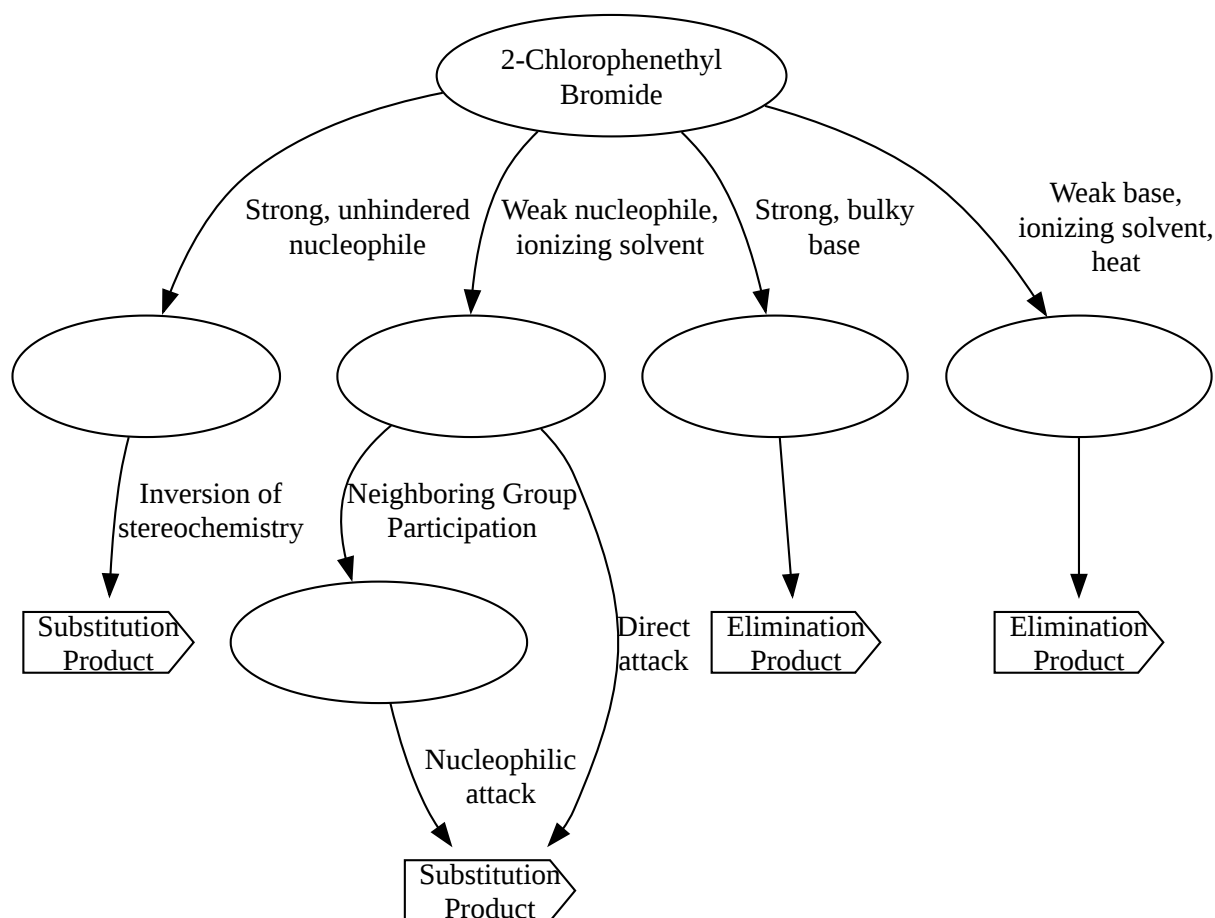 2-Chlorophenethyl
Bromide
Strong, unhindered
nucleophile
Weak nucleophile,
ionizing solvent
Strong, bulky
base
Weak base,
ionizing solvent,
heat
Inversion of
stereochemistry
Neighboring Group
Participation
Substitution
Product
Direct
attack
Elimination
Product
Elimination
Product
Nucleophilic
attack
Substitution
Product